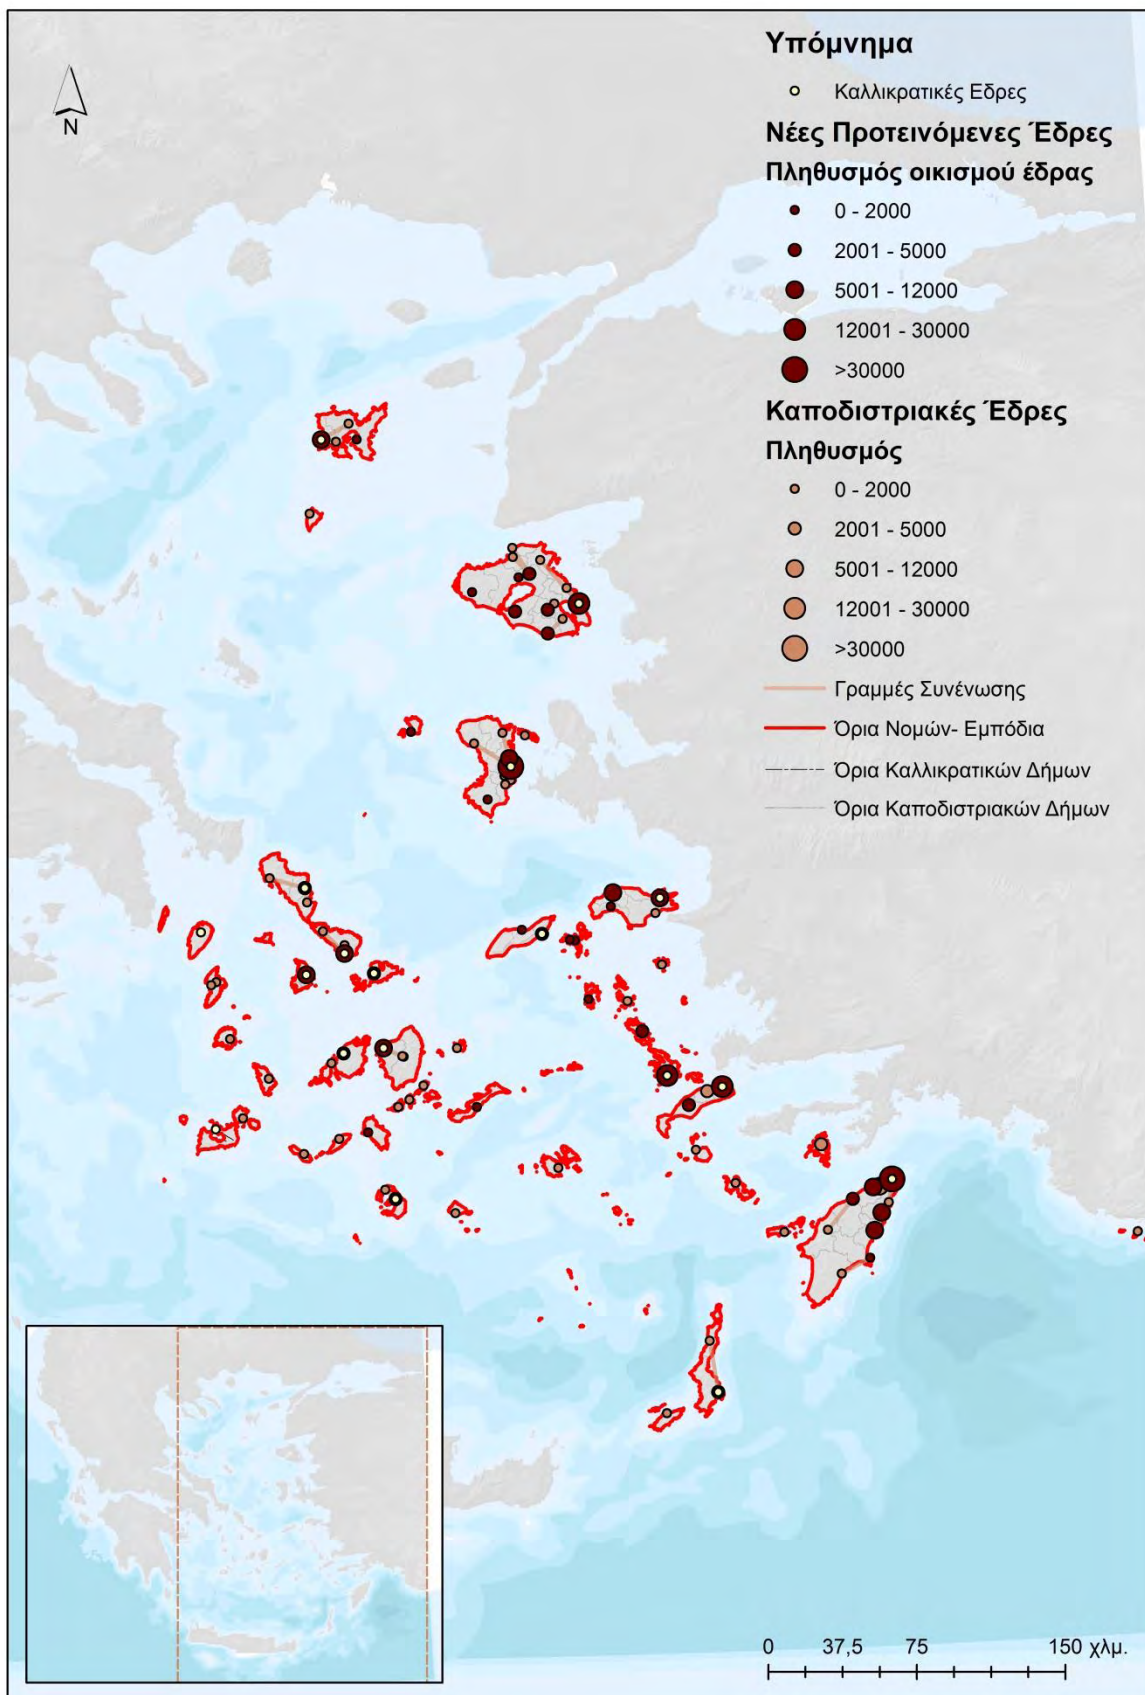 N
Υπόμνημα
Καλλικρατικές Εδρες
Νέες Προτεινόμενες Έδρες
Πληθυσμός οικισμού έδρας
0 - 2000
2001 - 5000
5001 - 12000
12001 - 30000
>30000
Καποδιστριακές Έδρες
Πληθυσμός
0 - 2000
2001 - 5000
5001 - 12000
12001 - 30000
>30000
Γραμμές Συνένωσης
Όρια Νομών- Εμπόδια
Όρια Καλλικρατικών Δήμων
Όρια Καποδιστριακών Δήμων
0 37,5 75 150 χλμ.